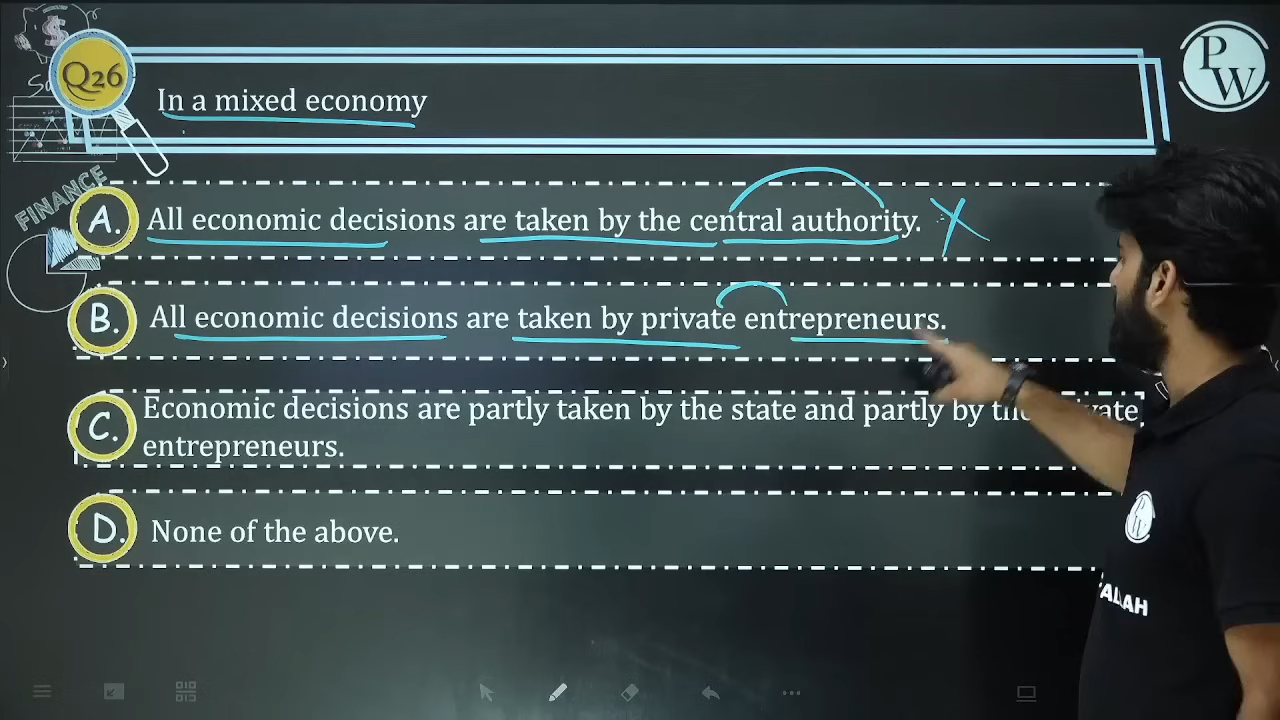 Q26
In a mixed economy
PW
FINANCE
A. All economic decisions are taken by the central authority.
B. All economic decisions are taken by private entrepreneurs.
C. Economic decisions are partly taken by the state and partly by
entrepreneurs.
D. None of the above.